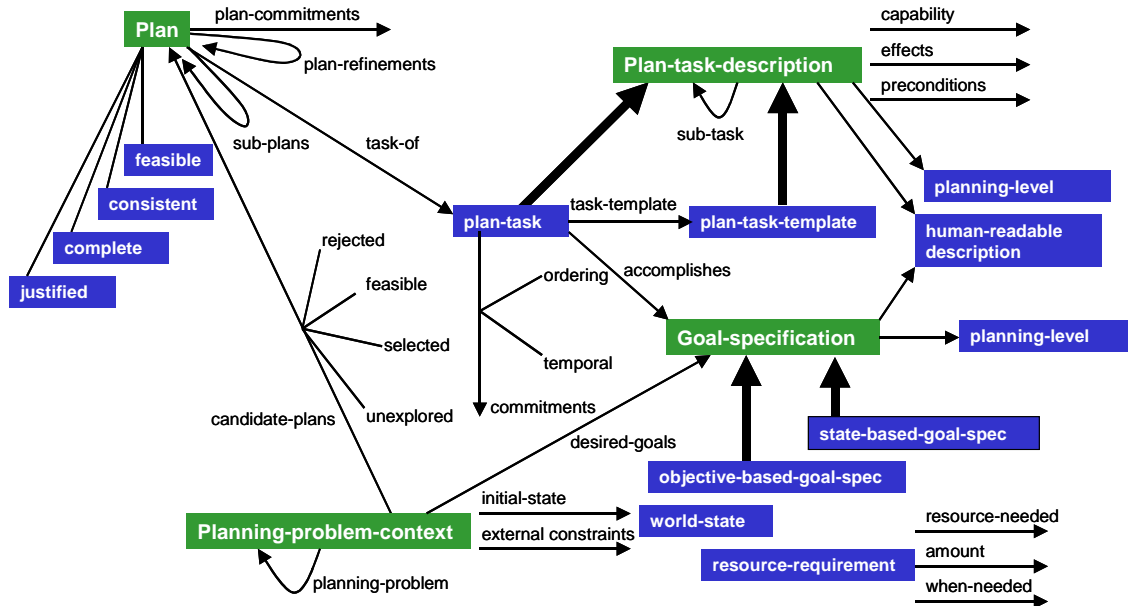 plan-commitments
Plan
plan-refinements
capability
effects
preconditions
Plan-task-description
sub-task
sub-plans
task-of
feasible
consistent
complete
justified
planning-level
human-readable
description
plan-task
task-template
plan-task-template
accomplishes
rejected
feasible
selected
unexplored
candidate-plans
ordering
temporal
commitments
Goal-specification
planning-level
desired-goals
state-based-goal-spec
objective-based-goal-spec
Planning-problem-context
initial-state
external constraints
world-state
planning-problem
resource-requirement
resource-needed
amount
when-needed